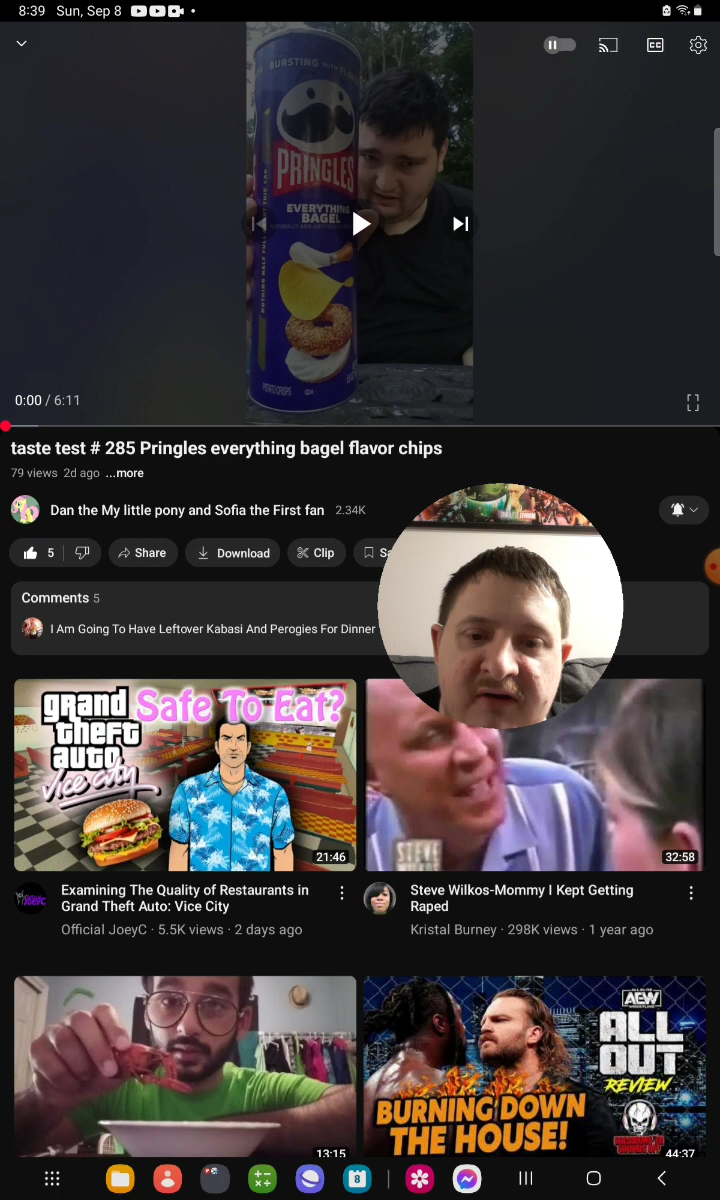 8:39 Sun, Sep 8
BURSTING WITH FLAVOR
PRINGLES
EVERYTHING
BAGEL
0:00 / 6:11
taste test # 285 Pringles everything bagel flavor chips
79 views 2d ago ...more
Dan the My little pony and Sofia the First fan 2.34K
5 Share Download Clip Sa
Comments 5
I Am Going To Have Leftover Kabasi And Perogies For Dinner
grand
theft
auto
vice city
Safe To Eat?
21:46
STEVE
32:58
Examining The Quality of Restaurants in
Grand Theft Auto: Vice City
Official JoeyC · 5.5K views · 2 days ago
Steve Wilkos-Mommy I Kept Getting
Raped
Kristal Burney · 298K views · 1 year ago
13:15
AEW
ALL
OUT
REVIEW
BURNING DOWN
THE HOUSE!
44:37
8